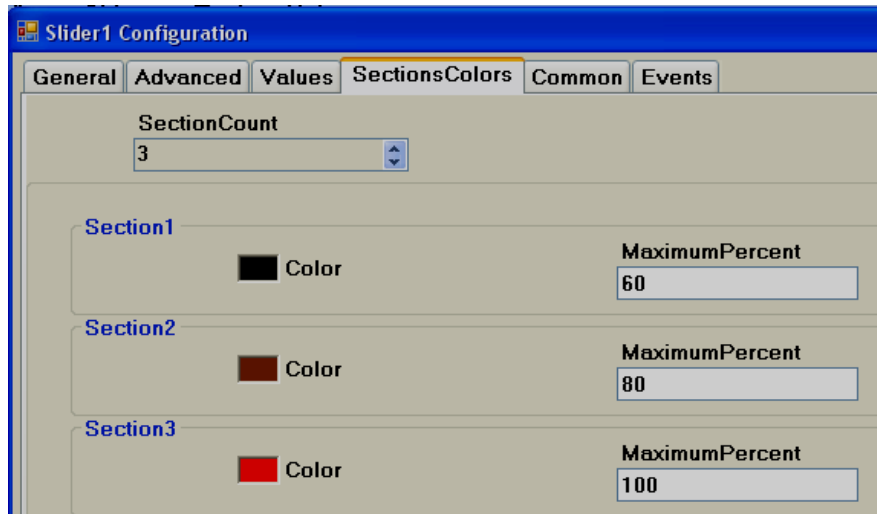 Slider1 Configuration
General Advanced Values SectionsColors Common Events
SectionCount
3
Section1
Color
MaximumPercent
60
Section2
Color
MaximumPercent
80
Section3
Color
MaximumPercent
100